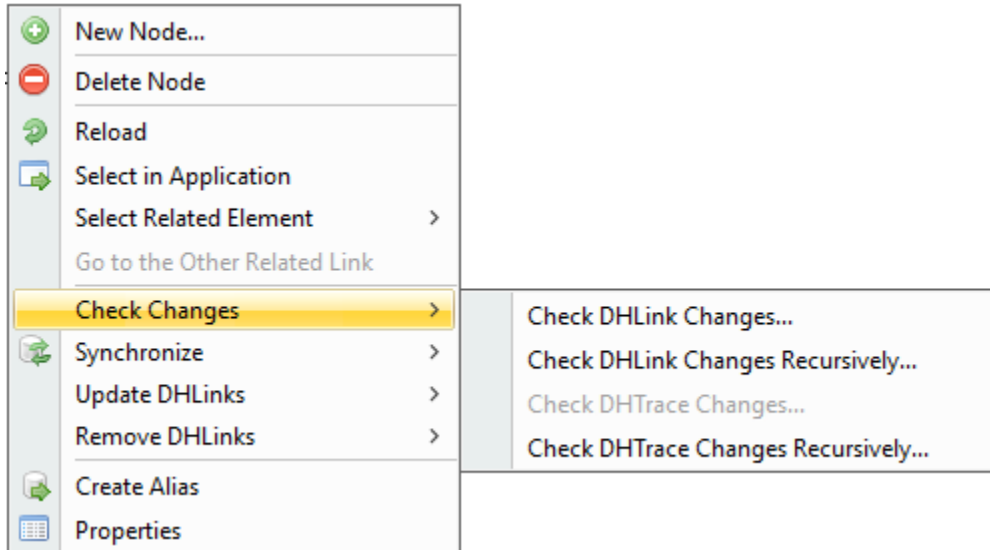 New Node...
Delete Node
Reload
Select in Application
Select Related Element
Go to the Other Related Link
Check Changes
Synchronize
Update DHLinks
Remove DHLinks
Create Alias
Properties
Check DHLink Changes...
Check DHLink Changes Recursively...
Check DHTrace Changes...
Check DHTrace Changes Recursively...